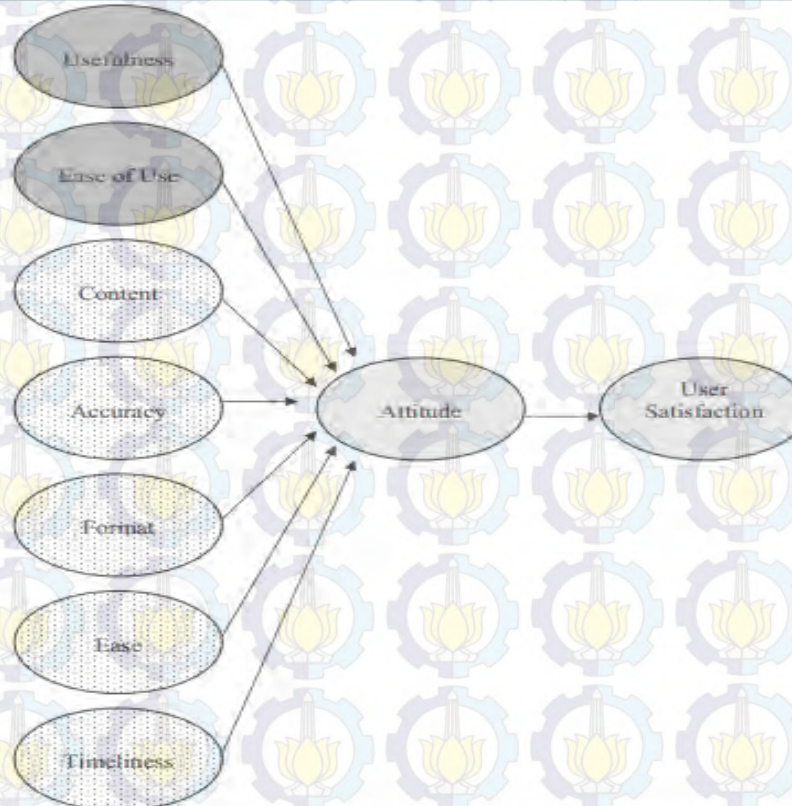 Usefulness
Ease of Use
Content
Accuracy
Format
Ease
Timeliness
Attitude
User
Satisfaction